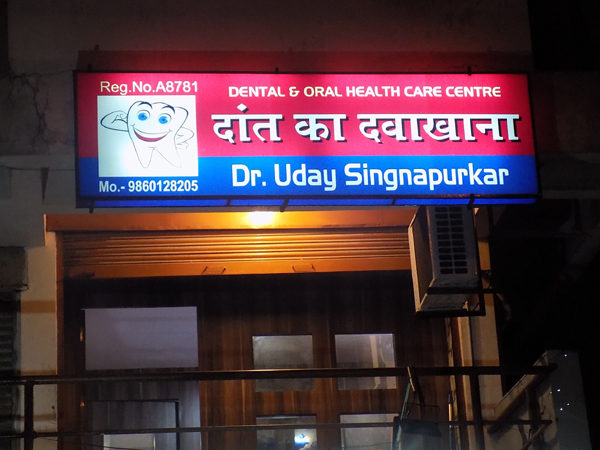 Reg.No.A8781
DENTAL & ORAL HEALTH CARE CENTRE
दांत का दवाखाना
Dr. Uday Singnapurkar
Mo.- 9860128205